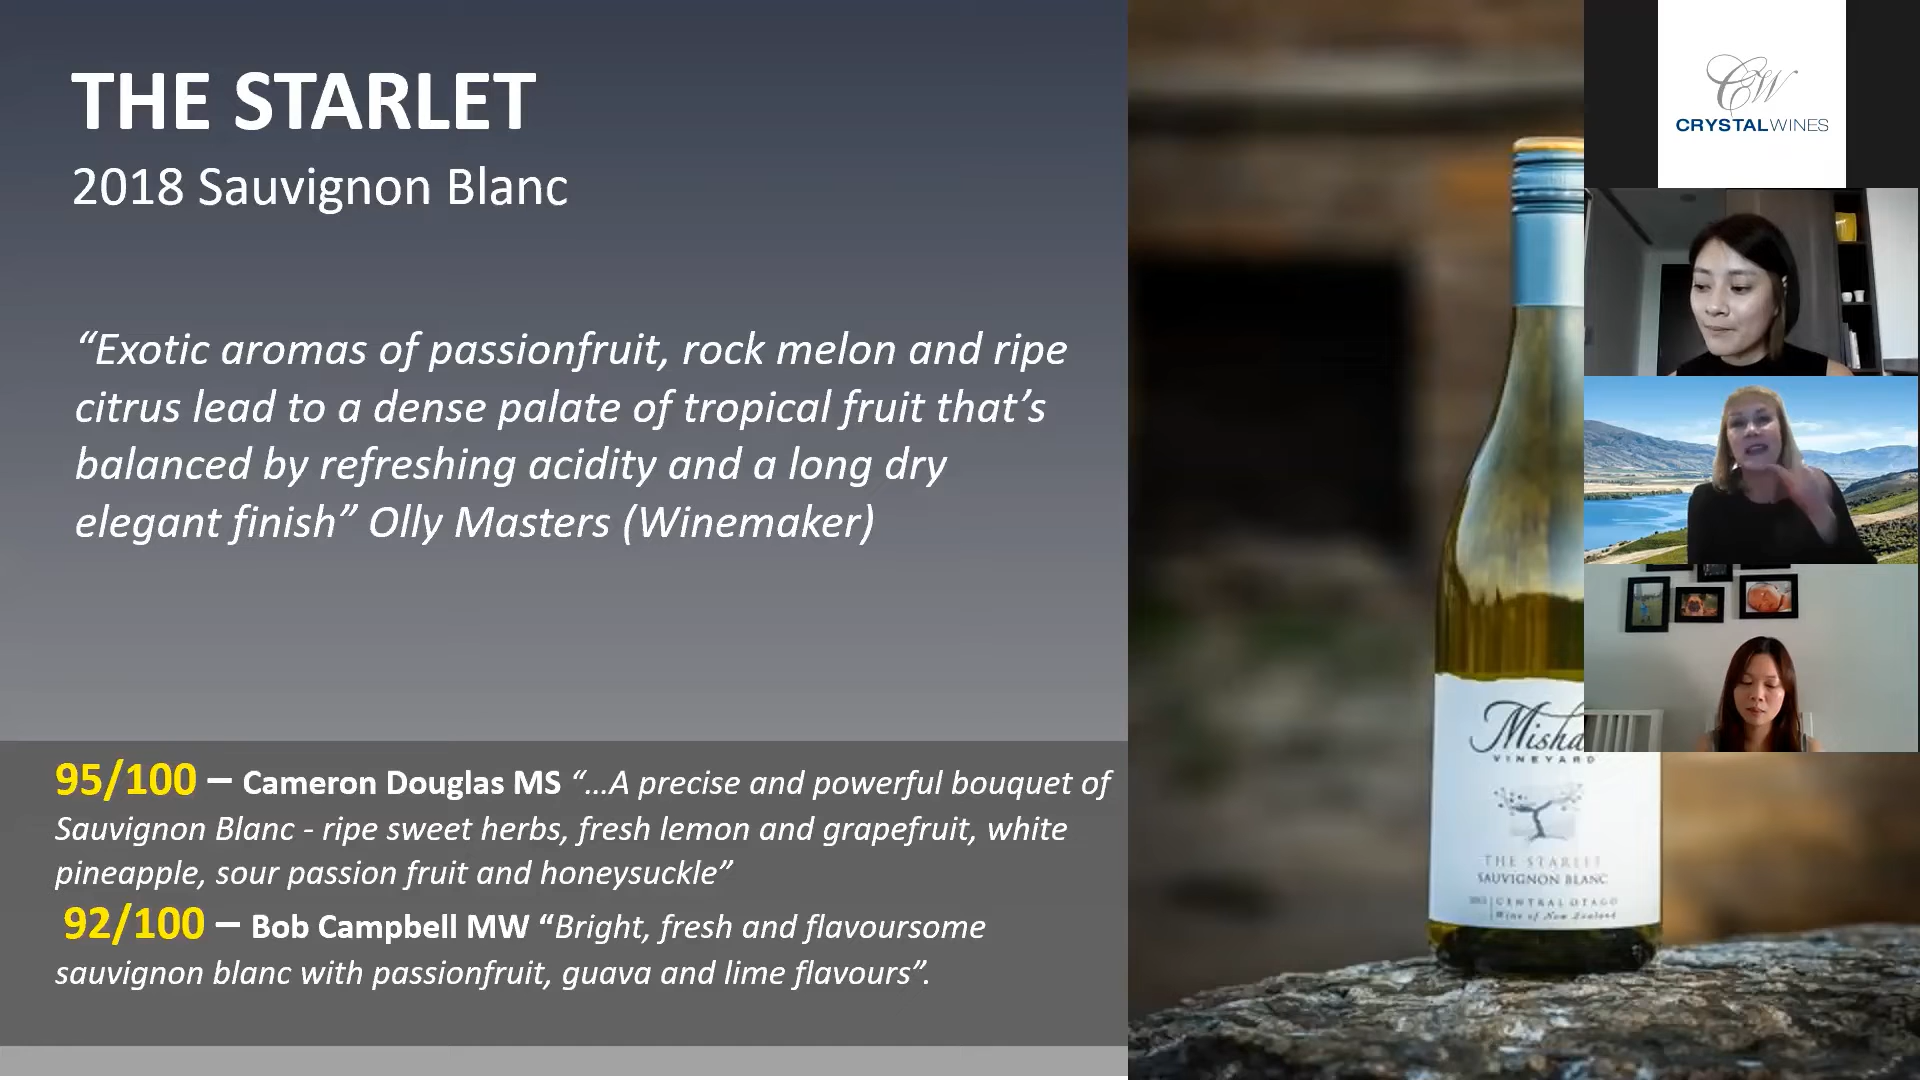 THE STARLET
2018 Sauvignon Blanc
“Exotic aromas of passionfruit, rock melon and ripe
citrus lead to a dense palate of tropical fruit that’s
balanced by refreshing acidity and a long dry
elegant finish” Olly Masters (Winemaker)
95/100 – Cameron Douglas MS “…A precise and powerful bouquet of
Sauvignon Blanc - ripe sweet herbs, fresh lemon and grapefruit, white
pineapple, sour passion fruit and honeysuckle”
92/100 – Bob Campbell MW “Bright, fresh and flavoursome
sauvignon blanc with passionfruit, guava and lime flavours”.
CW
CRYSTALWINES
Misha
VINEYARD
THE STARLET
SAUVIGNON BLANC
CENTRAL OTAGO
Wine of New Zealand